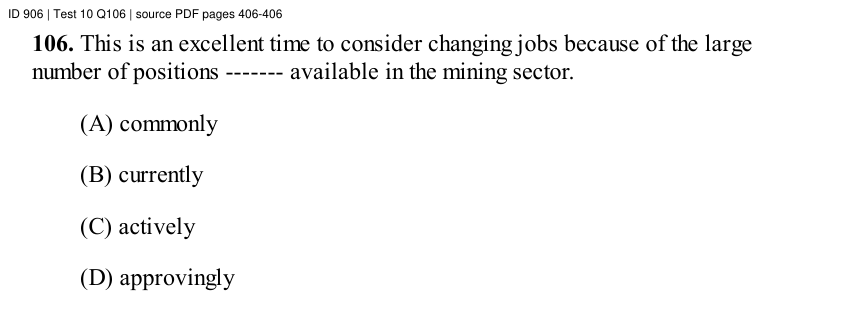 ID 906 | Test 10 Q106 | source PDF pages 406-406
106. This is an excellent time to consider changing jobs because of the large
number of positions ------- available in the mining sector.
(A) commonly
(B) currently
(C) actively
(D) approvingly